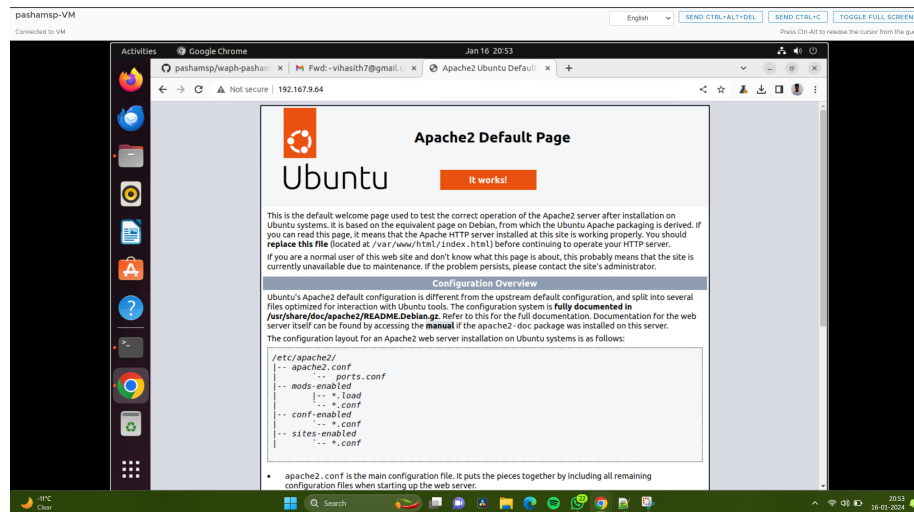 pashamsp-VM
English
SEND CTRL+ALT+DEL
SEND CTRL+C
TOGGLE FULL SCREEN
Connected to VM
Press Ctrl-Alt to release the cursor from the gue
Activities
Google Chrome
Jan 16 20:53
pashamsp/waph-pasham
Fwd: -vihasith7@gmail.c
Apache2 Ubuntu Default
Not secure
192.167.9.64
Apache2 Default Page
Ubuntu
It works!
This is the default welcome page used to test the correct operation of the Apache2 server after installation on
Ubuntu systems. It is based on the equivalent page on Debian, from which the Ubuntu Apache packaging is derived. If
you can read this page, it means that the Apache HTTP server installed at this site is working properly. You should
replace this file (located at /var/www/html/index.html) before continuing to operate your HTTP server.
If you are a normal user of this web site and don't know what this page is about, this probably means that the site is
currently unavailable due to maintenance. If the problem persists, please contact the site's administrator.
Configuration Overview
Ubuntu's Apache2 default configuration is different from the upstream default configuration, and split into several
files optimized for interaction with Ubuntu tools. The configuration system is fully documented in
/usr/share/doc/apache2/README.Debian.gz. Refer to this for the full documentation. Documentation for the web
server itself can be found by accessing the manual if the apache2-doc package was installed on this server.
The configuration layout for an Apache2 web server installation on Ubuntu systems is as follows:
/etc/apache2/
|-- apache2.conf
|       `--  ports.conf
|-- mods-enabled
|       |-- *.load
|       `-- *.conf
|-- conf-enabled
|       `-- *.conf
|-- sites-enabled
|       `-- *.conf
• apache2.conf is the main configuration file. It puts the pieces together by including all remaining
configuration files when starting up the web server.
-11°C
Clear
Search
22
20:53
16-01-2024